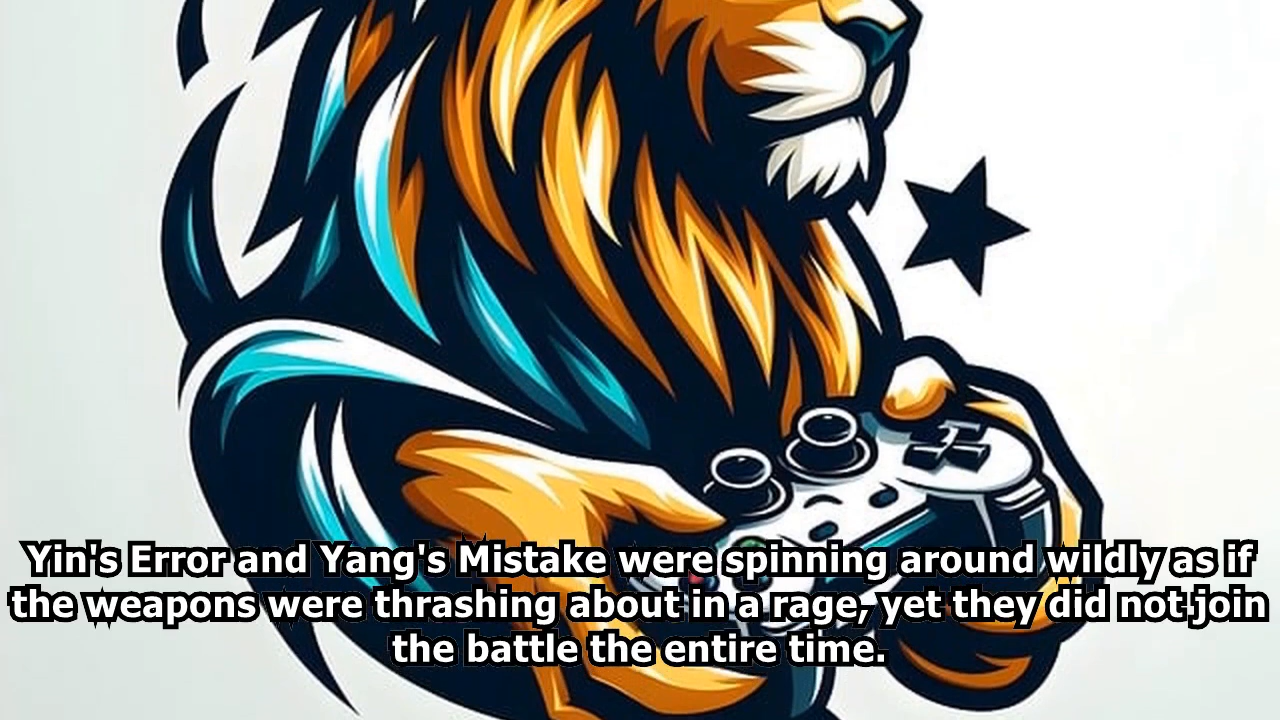 Yin's Error and Yang's Mistake were spinning around wildly as if
the weapons were thrashing about in a rage, yet they did not join
the battle the entire time.